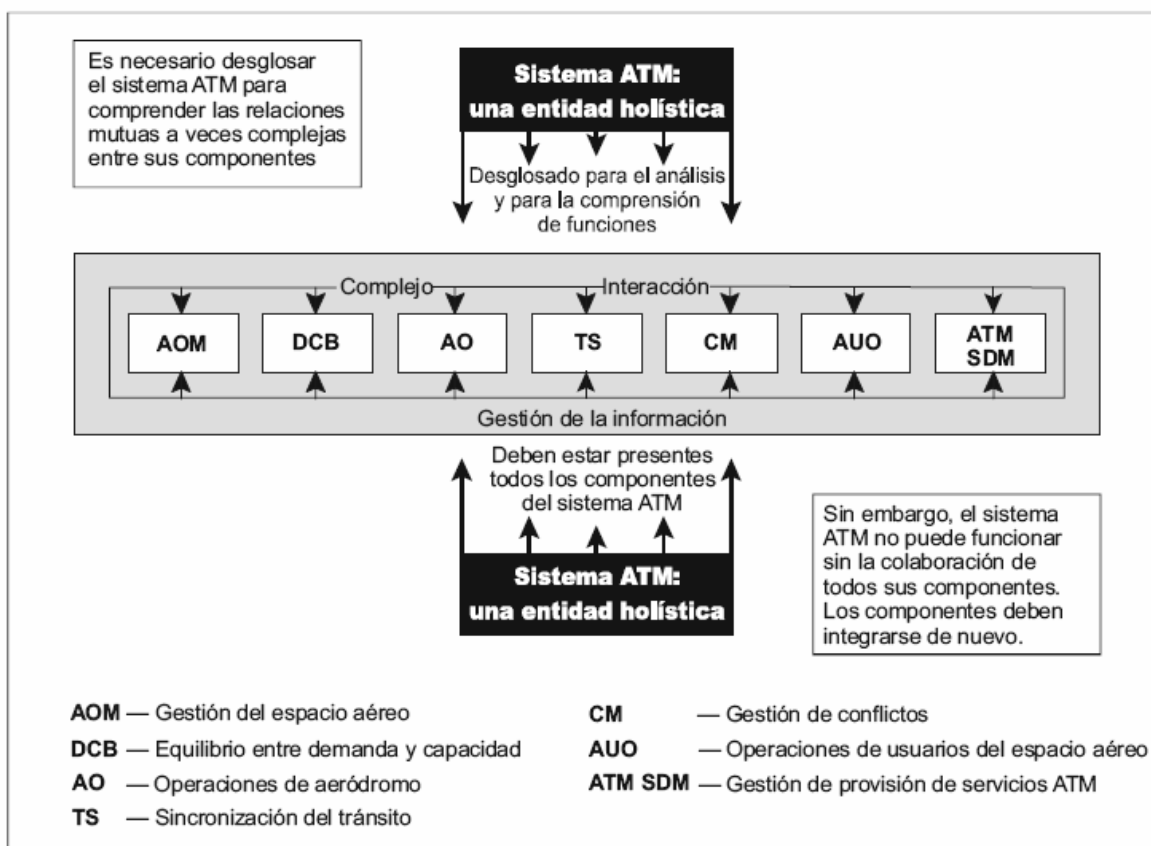 Es necesario desglosar
el sistema ATM para
comprender las relaciones
mutuas a veces complejas
entre sus componentes
Sistema ATM:
una entidad holística
Desglosado para el análisis
y para la comprensión
de funciones
Complejo
Interacción
AOM
DCB
AO
TS
CM
AUO
ATM
SDM
Gestión de la información
Deben estar presentes
todos los componentes
del sistema ATM
Sistema ATM:
una entidad holística
Sin embargo, el sistema
ATM no puede funcionar
sin la colaboración de
todos sus componentes.
Los componentes deben
integrarse de nuevo.
AOM — Gestión del espacio aéreo
DCB — Equilibrio entre demanda y capacidad
AO — Operaciones de aeródromo
TS — Sincronización del tránsito
CM — Gestión de conflictos
AUO — Operaciones de usuarios del espacio aéreo
ATM SDM — Gestión de provisión de servicios ATM